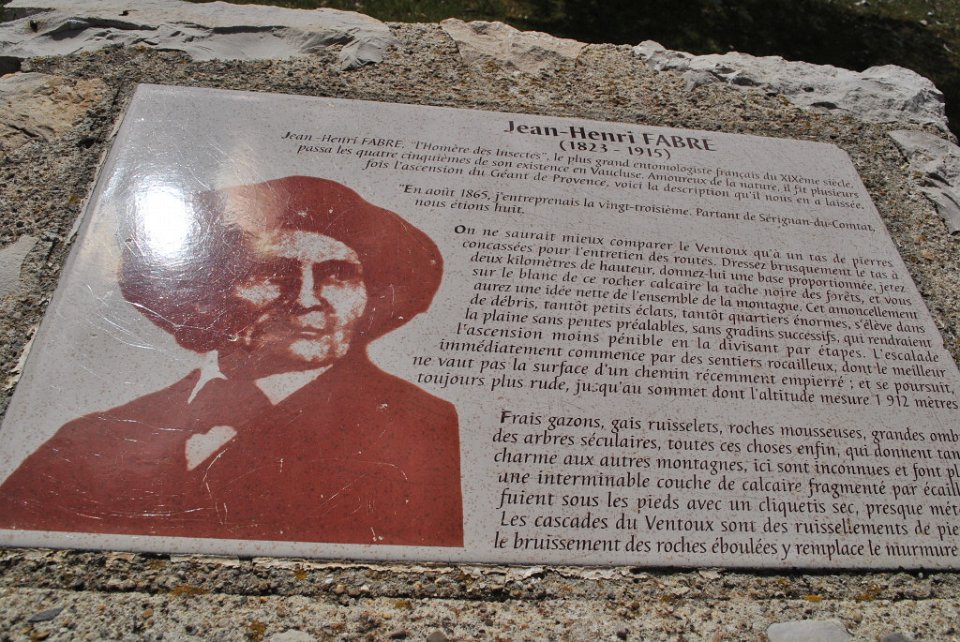 Jean-Henri FABRE
(1823 - 1915)
Jean-Henri FABRE, "l'Homère des Insectes", le plus grand entomologiste français du XIXème siècle,
passa les quatre cinquièmes de son existence en Vaucluse. Amoureux de la nature, il fit plusieurs
fois l'ascension du Géant de Provence, voici la description qu'il nous en a laissée.
"En août 1865, j'entreprenais la vingt-troisième. Partant de Sérignan-du-Comtat,
nous étions huit.
On ne saurait mieux comparer le Ventoux qu'à un tas de pierres
concassées pour l'entretien des routes. Dressez brusquement le tas à
deux kilomètres de hauteur, donnez-lui une base proportionnée, jetez
sur le blanc de ce rocher calcaire la tache noire des forêts, et vous
aurez une idée nette de l'ensemble de la montagne. Cet amoncellement
de débris, tantôt petits éclats, tantôt quartiers énormes, s'élève dans
la plaine sans pentes préalables, sans gradins successifs, qui rendraient
l'ascension moins pénible en la divisant par étapes. L'escalade
immédiatement commence par des sentiers rocailleux, dont le meilleur
ne vaut pas la surface d'un chemin récemment empierré ; et se poursuit,
toujours plus rude, jusqu'au sommet dont l'altitude mesure 1 912 mètres
Frais gazons, gais ruisselets, roches mousseuses, grandes omb
des arbres séculaires, toutes ces choses enfin, qui donnent tan
charme aux autres montagnes, ici sont inconnues et font pl
une interminable couche de calcaire fragmenté par écaill
fuient sous les pieds avec un cliquetis sec, presque mét
Les cascades du Ventoux sont des ruissellements de pie
le bruissement des roches éboulées y remplace le murmure